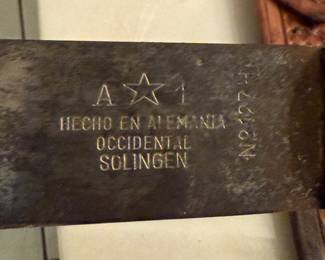 A ☆ 1
HECHO EN ALEMANIA
OCCIDENTAL
SOLINGEN